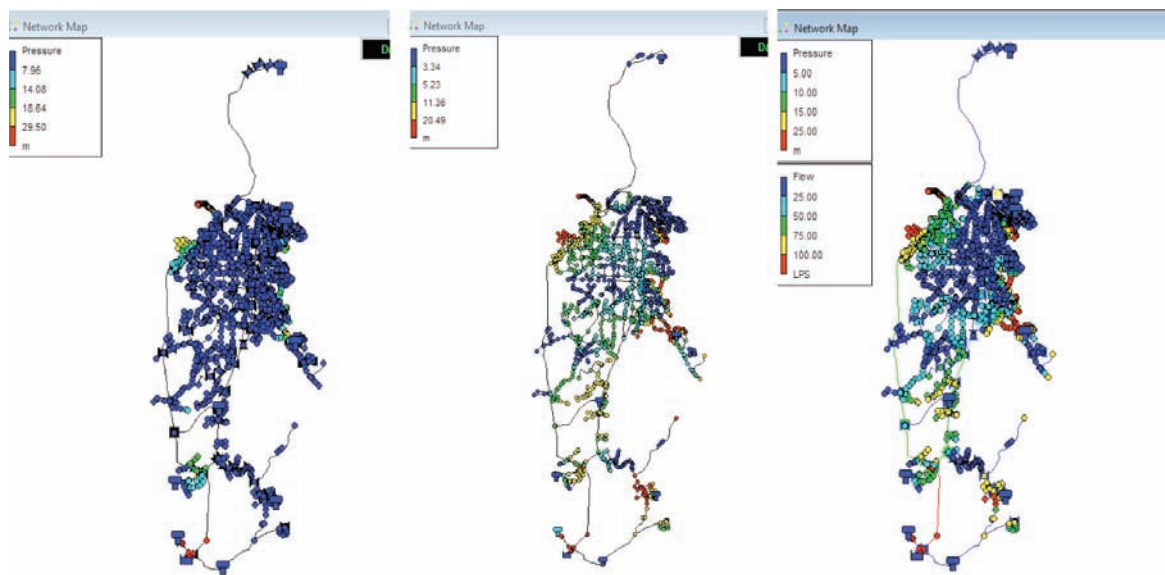 Network Map
Pressure
7.96
14.08
18.64
29.50
m
Network Map
Pressure
3.34
5.23
11.36
20.49
m
Network Map
Pressure
5.00
10.00
15.00
25.00
m
Flow
25.00
50.00
75.00
100.00
LPS